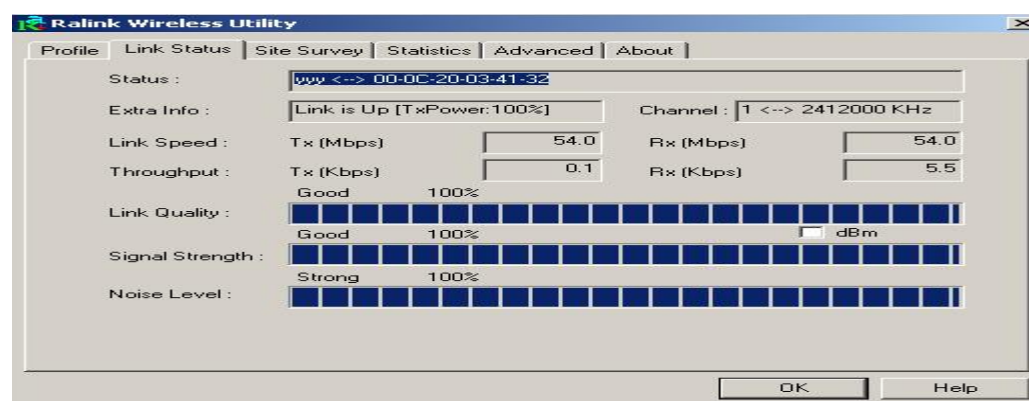 Ralink Wireless Utility
Profile Link Status Site Survey Statistics Advanced About
Status : yyy <--> 00-0C-20-03-41-32
Extra Info : Link is Up [TxPower:100%] Channel : 1 <--> 2412000 KHz
Link Speed : Tx (Mbps) 54.0 Rx (Mbps) 54.0
Throughput : Tx (Kbps) 0.1 Rx (Kbps) 5.5
Good 100%
Link Quality :
Good 100% dBm
Signal Strength :
Strong 100%
Noise Level :
OK Help